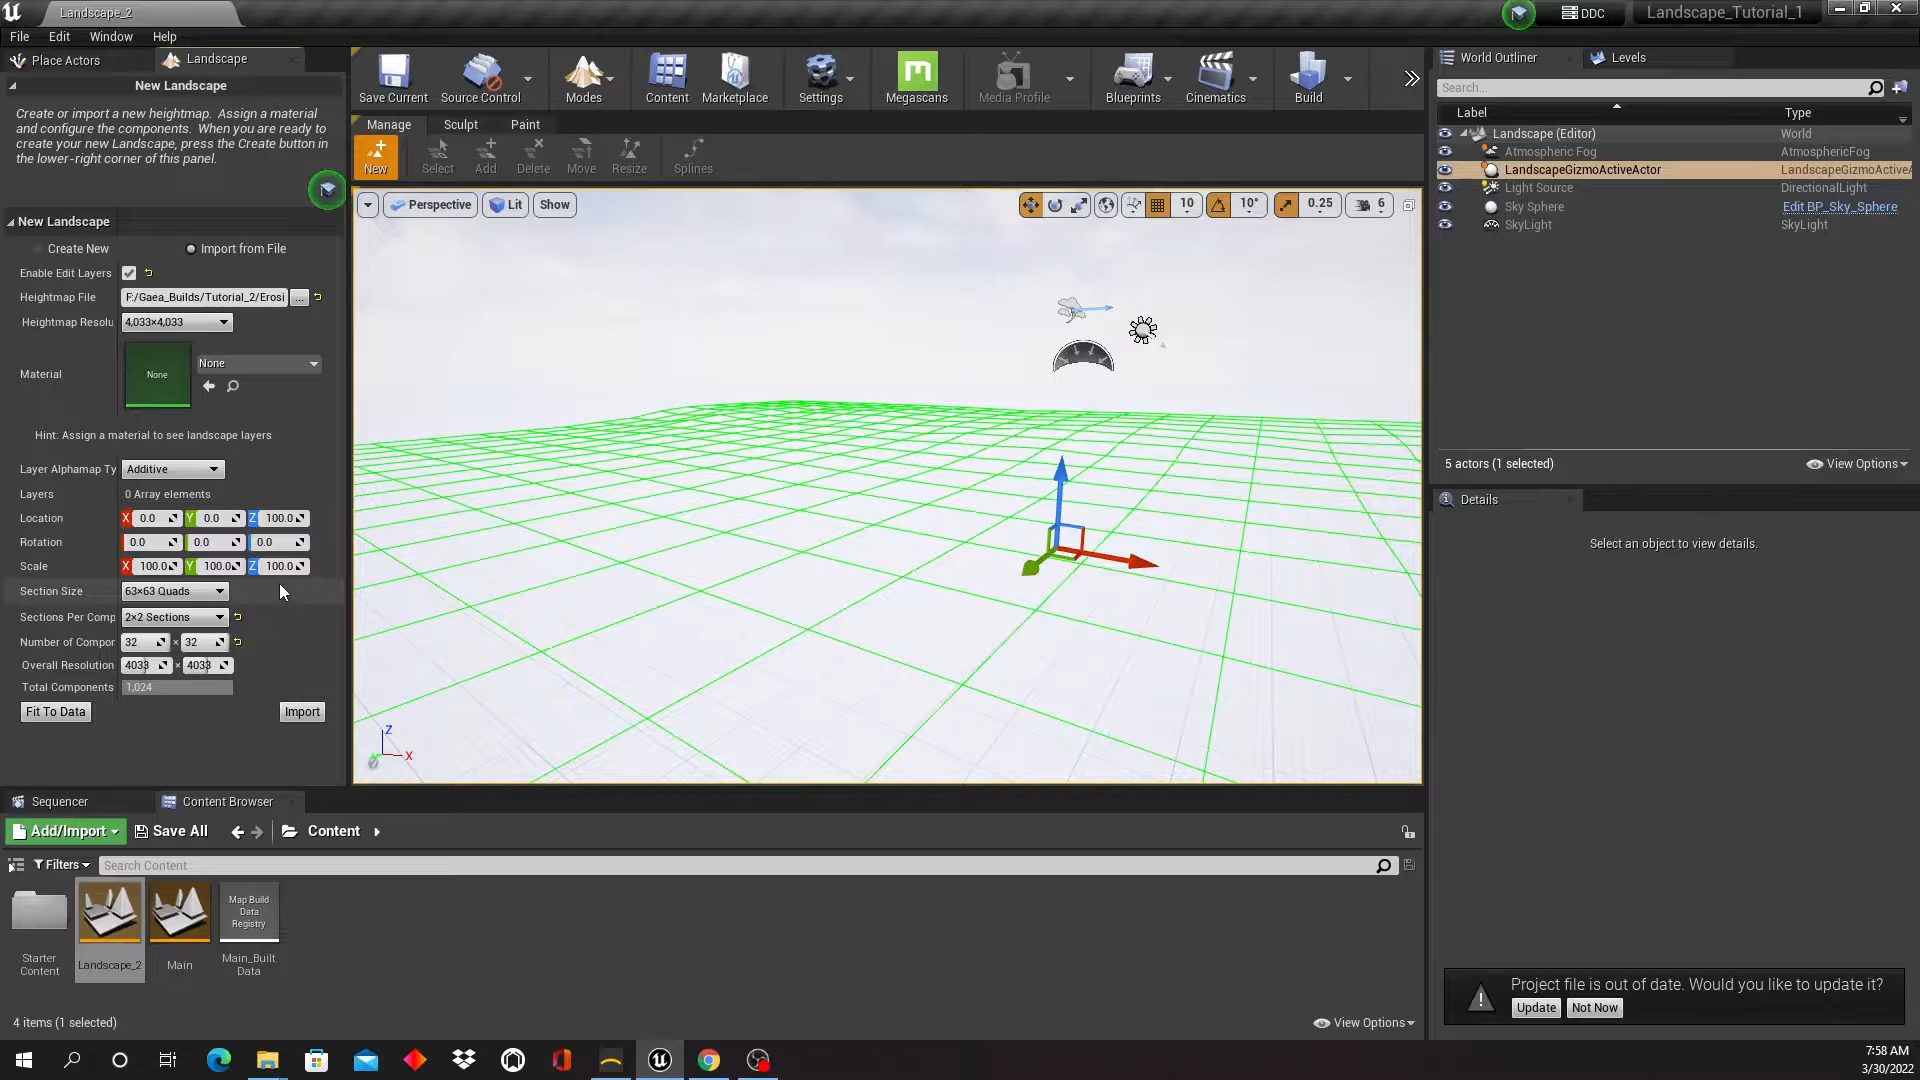 Landscape_2
DDC
Landscape_Tutorial_1
File Edit Window Help
Place Actors
Landscape
New Landscape
Create or import a new heightmap. Assign a material
and configure the components. When you are ready to
create your new Landscape, press the Create button in
the lower-right corner of this panel.
New Landscape
Create New
Import from File
Enable Edit Layers
Heightmap File
F:/Gaea_Builds/Tutorial_2/Erosi
...
Heightmap Resolu
4,033×4,033
Material
None
None
Hint: Assign a material to see landscape layers
Layer Alphamap Ty
Additive
Layers
0 Array elements
Location
X 0.0 Y 0.0 Z 100.0
Rotation
0.0 0.0 0.0
Scale
X 100.0 Y 100.0 Z 100.0
Section Size
63×63 Quads
Sections Per Comp
2×2 Sections
Number of Compor
32 × 32
Overall Resolution
4033 × 4033
Total Components
1,024
Fit To Data
Import
Save Current
Source Control
Modes
Content
Marketplace
Settings
Megascans
Media Profile
Blueprints
Cinematics
Build
Manage Sculpt Paint
New
Select
Add
Delete
Move
Resize
Splines
Perspective
Lit
Show
10
10°
0.25
6
Z
X
World Outliner
Levels
Search...
Label
Type
Landscape (Editor) World
Atmospheric Fog AtmosphericFog
LandscapeGizmoActiveActor LandscapeGizmoActiveA
Light Source DirectionalLight
Sky Sphere Edit BP_Sky_Sphere
SkyLight SkyLight
5 actors (1 selected)
View Options
Details
Select an object to view details.
Sequencer
Content Browser
Add/Import
Save All
Content
Filters
Search Content
Starter
Content
Landscape_2
Main
Map Build
Data
Registry
Main_Built
Data
4 items (1 selected)
View Options
Project file is out of date. Would you like to update it?
Update
Not Now
7:58 AM
3/30/2022